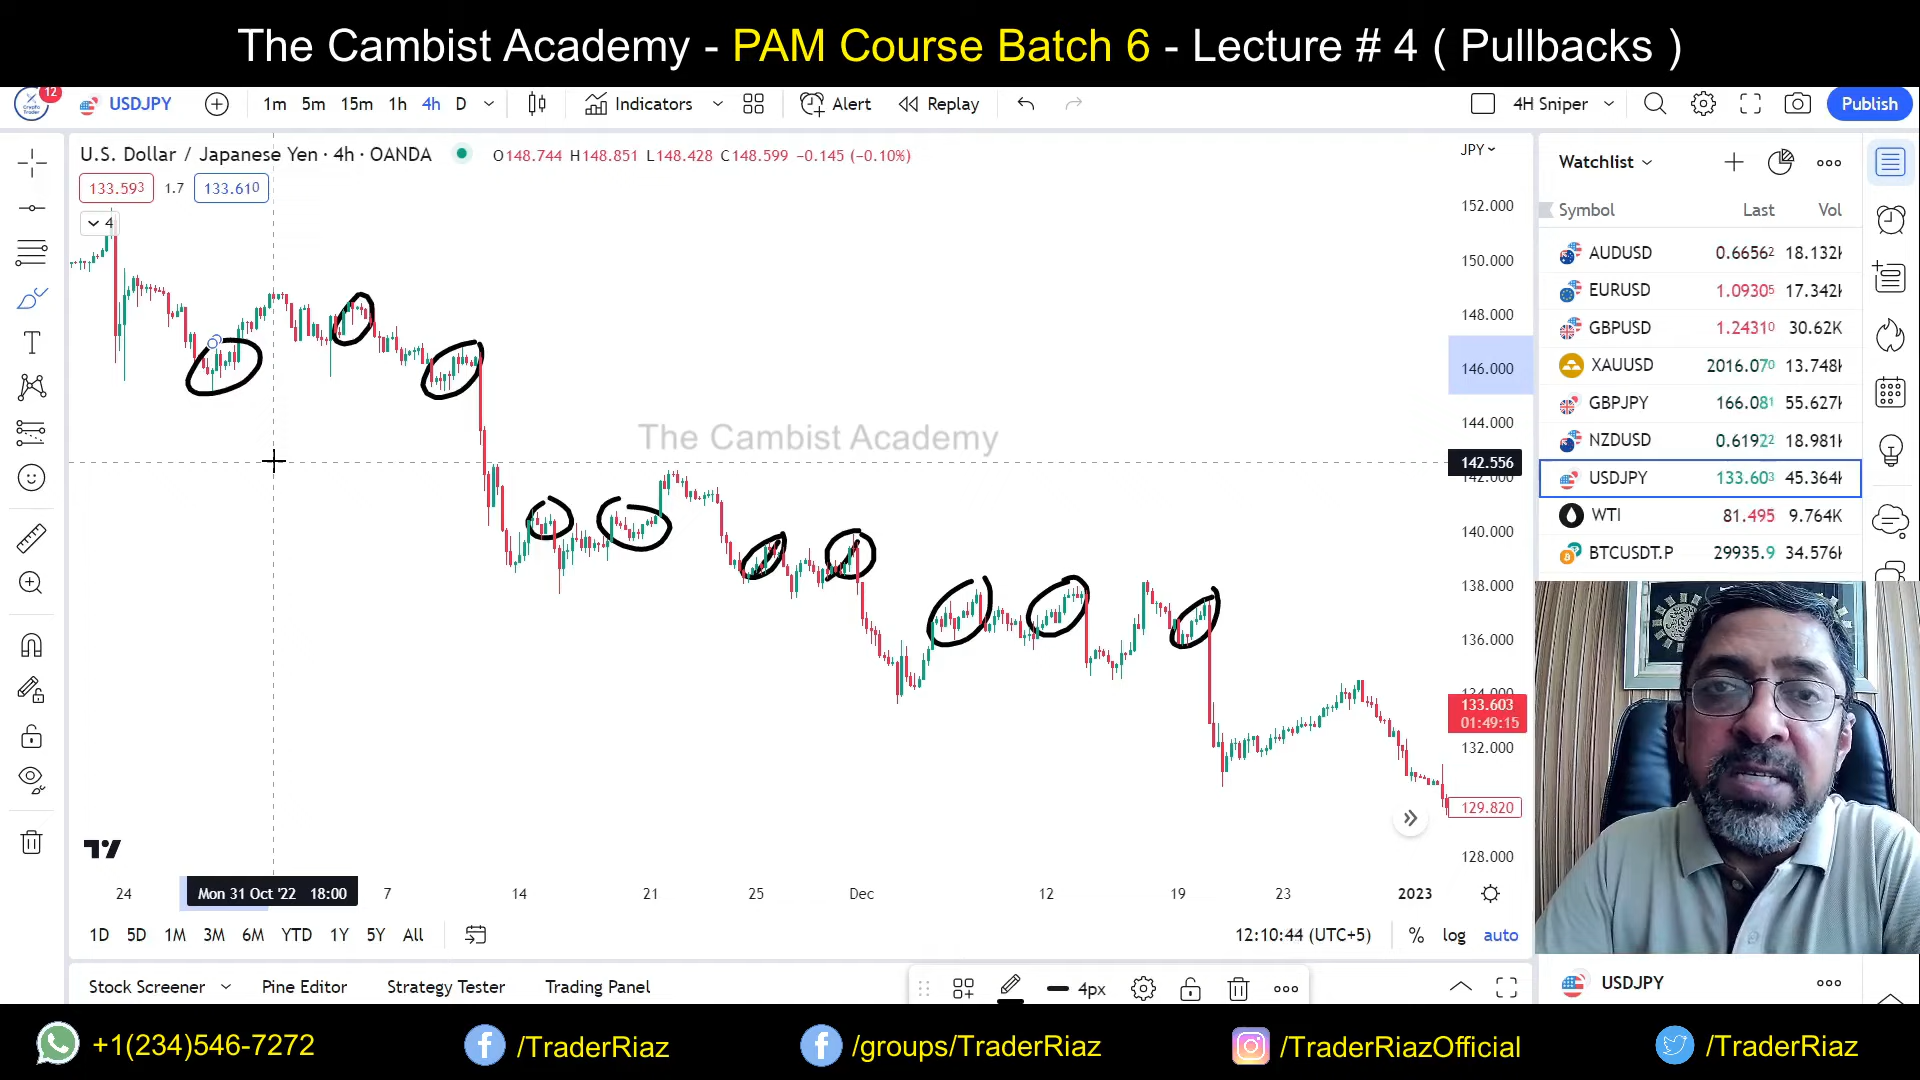 The Cambist Academy - PAM Course Batch 6 - Lecture # 4 ( Pullbacks )
12
USDJPY 1m 5m 15m 1h 4h D Indicators Alert Replay 4H Sniper Publish
U.S. Dollar / Japanese Yen · 4h · OANDA O148.744 H148.851 L148.428 C148.599 −0.145 (−0.10%) JPY
133.593 1.7 133.610
4
152.000
150.000
148.000
146.000
144.000
142.556
142.000
140.000
138.000
136.000
134.000
133.603
01:49:15
132.000
129.820
128.000
The Cambist Academy
24 Mon 31 Oct '22 18:00 7 14 21 25 Dec 12 19 23 2023
1D 5D 1M 3M 6M YTD 1Y 5Y All 12:10:44 (UTC+5) % log auto
Stock Screener Pine Editor Strategy Tester Trading Panel 4px
Watchlist
Symbol Last Vol
AUDUSD 0.66562 18.132K
EURUSD 1.09305 17.342K
GBPUSD 1.24310 30.62K
XAUUSD 2016.070 13.748K
GBPJPY 166.081 55.627K
NZDUSD 0.61922 18.981K
USDJPY 133.603 45.364K
WTI 81.495 9.764K
BTCUSDT.P 29935.9 34.576K
USDJPY
+1(234)546-7272 /TraderRiaz /groups/TraderRiaz /TraderRiazOfficial /TraderRiaz